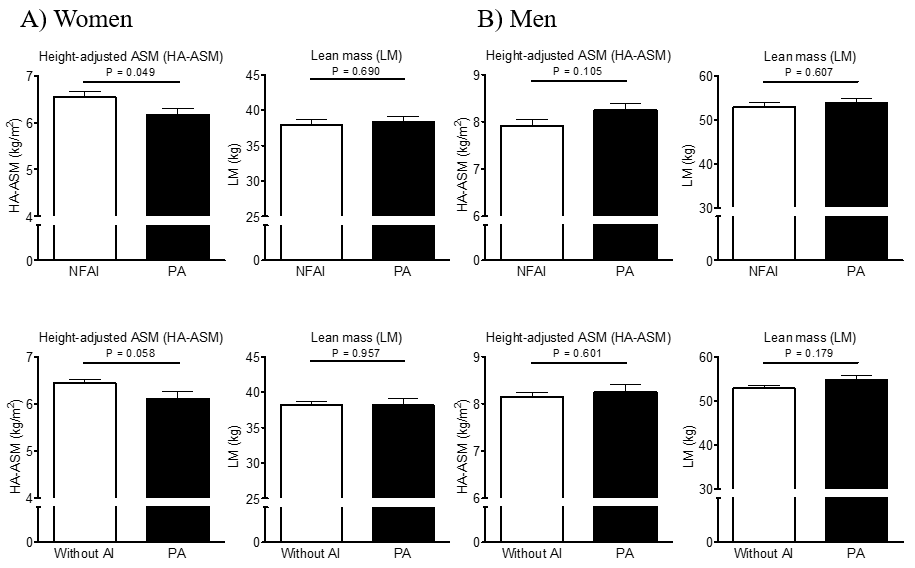 A) Women
B) Men
Height-adjusted ASM (HA-ASM)
P = 0.049
HA-ASM (kg/m²)
7
6
5
4
0
NFAI PA
Lean mass (LM)
P = 0.690
LM (kg)
45
40
35
30
25
0
NFAI PA
Height-adjusted ASM (HA-ASM)
P = 0.105
HA-ASM (kg/m²)
9
8
7
6
0
NFAI PA
Lean mass (LM)
P = 0.607
LM (kg)
60
50
40
30
0
NFAI PA
Height-adjusted ASM (HA-ASM)
P = 0.058
HA-ASM (kg/m²)
7
6
5
4
0
Without AI PA
Lean mass (LM)
P = 0.957
LM (kg)
45
40
35
30
25
0
Without AI PA
Height-adjusted ASM (HA-ASM)
P = 0.601
HA-ASM (kg/m²)
9
8
7
6
0
Without AI PA
Lean mass (LM)
P = 0.179
LM (kg)
60
50
40
30
0
Without AI PA